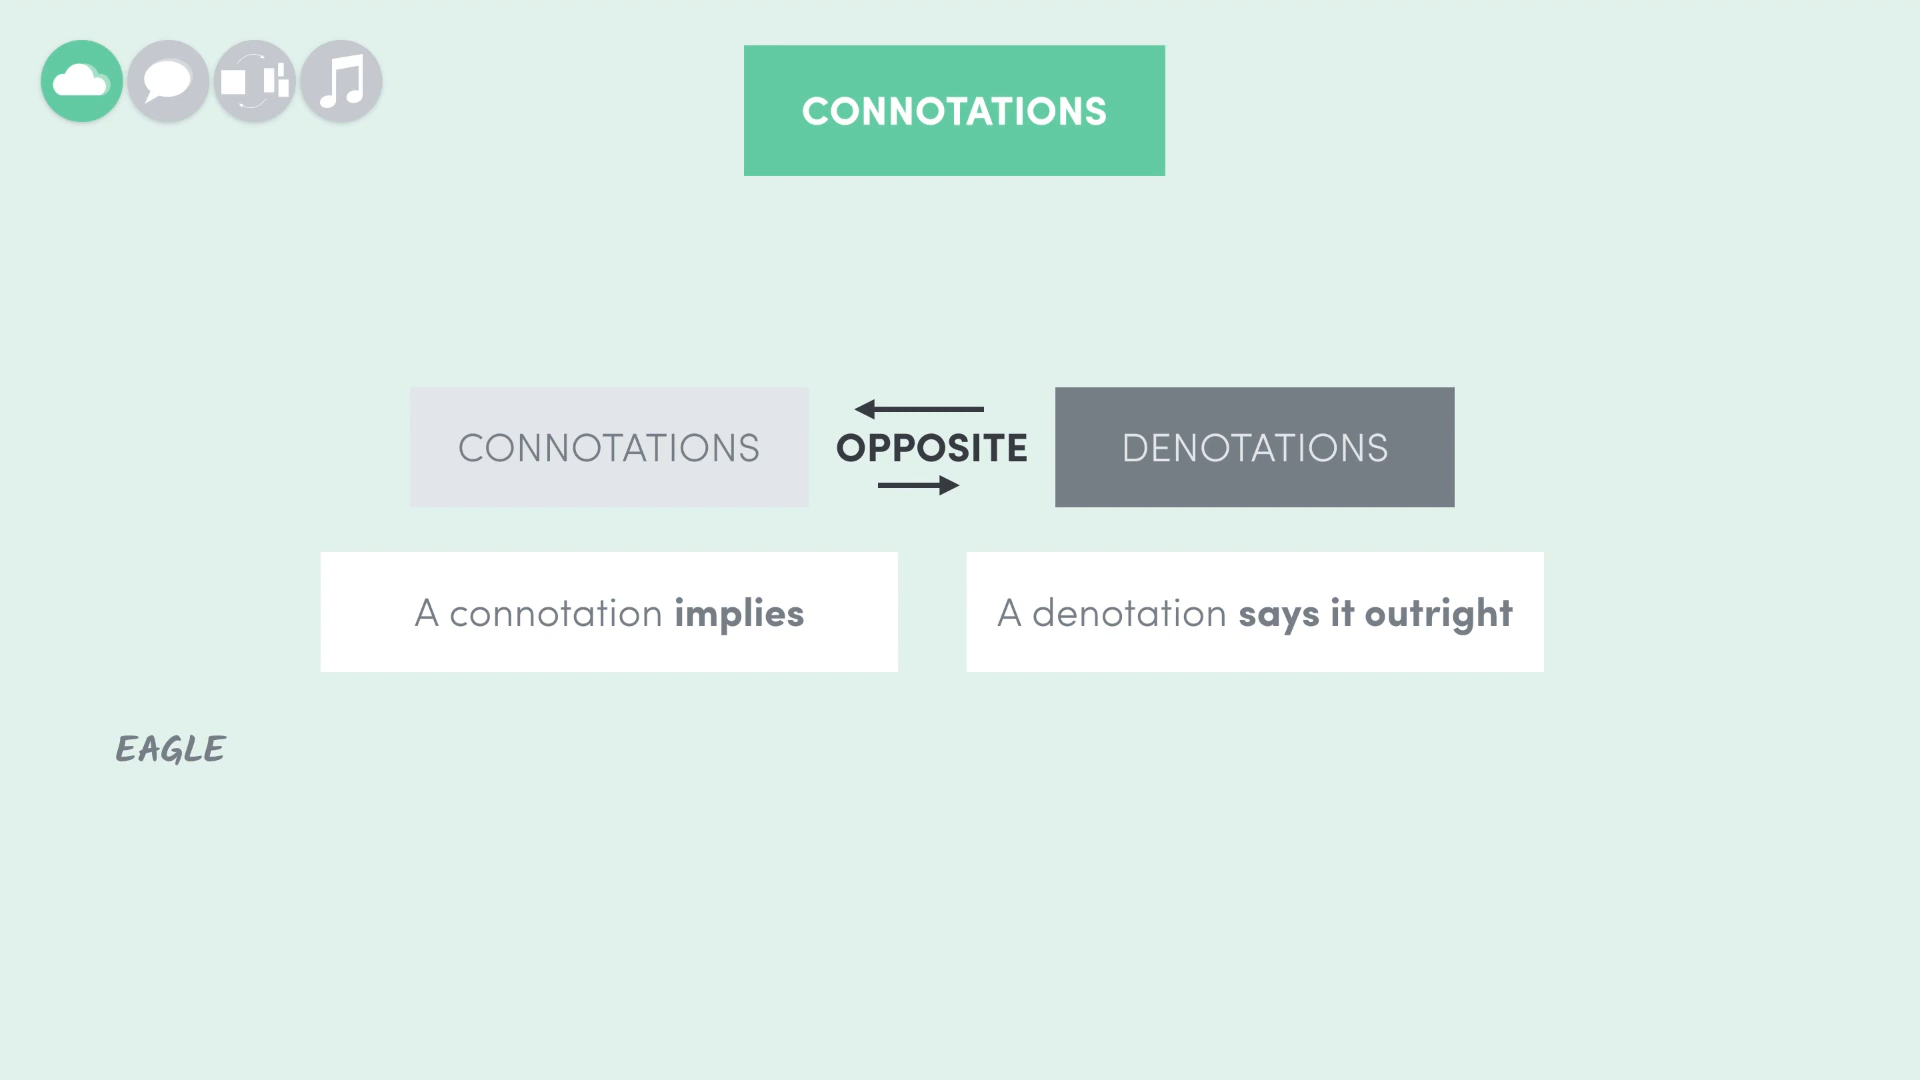 CONNOTATIONS
CONNOTATIONS
OPPOSITE
DENOTATIONS
A connotation implies
A denotation says it outright
EAGLE